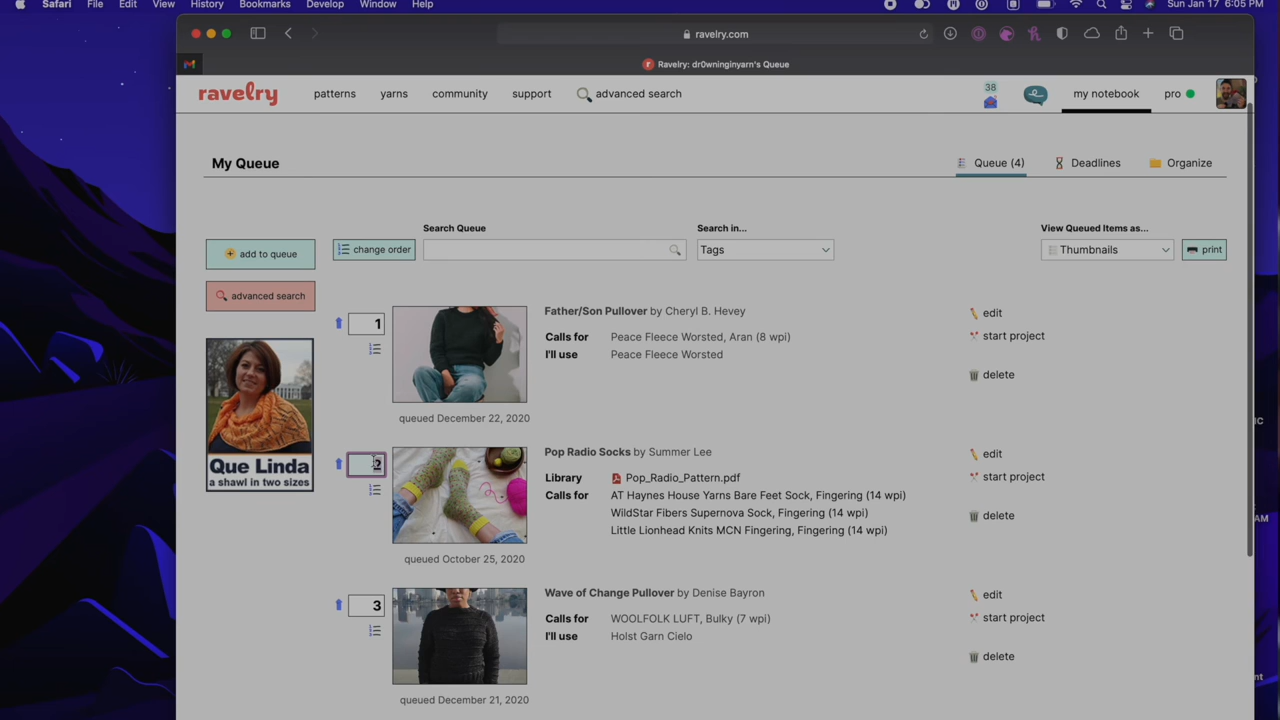 Safari File Edit View History Bookmarks Develop Window Help Sun Jan 17 6:05 PM
ravelry.com
Ravelry: dr0wninginyarn's Queue
ravelry patterns yarns community support advanced search 38 my notebook pro
My Queue Queue (4) Deadlines Organize
Search Queue Search in... View Queued Items as...
add to queue change order Tags Thumbnails print
advanced search
1 Father/Son Pullover by Cheryl B. Hevey edit
Calls for Peace Fleece Worsted, Aran (8 wpi) start project
I'll use Peace Fleece Worsted
delete
queued December 22, 2020
Que Linda
a shawl in two sizes
2 Pop Radio Socks by Summer Lee edit
Library Pop_Radio_Pattern.pdf start project
Calls for AT Haynes House Yarns Bare Feet Sock, Fingering (14 wpi)
WildStar Fibers Supernova Sock, Fingering (14 wpi) delete
Little Lionhead Knits MCN Fingering, Fingering (14 wpi)
queued October 25, 2020
3 Wave of Change Pullover by Denise Bayron edit
Calls for WOOLFOLK LUFT, Bulky (7 wpi) start project
I'll use Holst Garn Cielo
delete
queued December 21, 2020